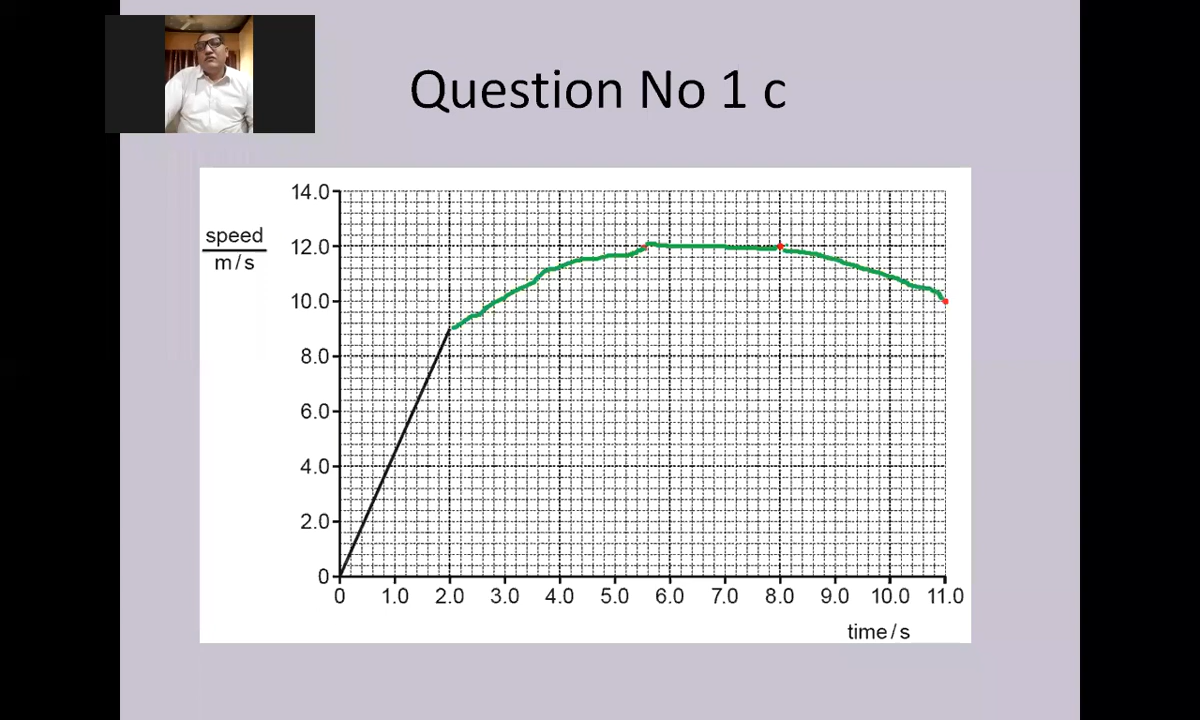 Question No 1 c
14.0
speed
m/s
12.0
10.0
8.0
6.0
4.0
2.0
0
0 1.0 2.0 3.0 4.0 5.0 6.0 7.0 8.0 9.0 10.0 11.0
time/s